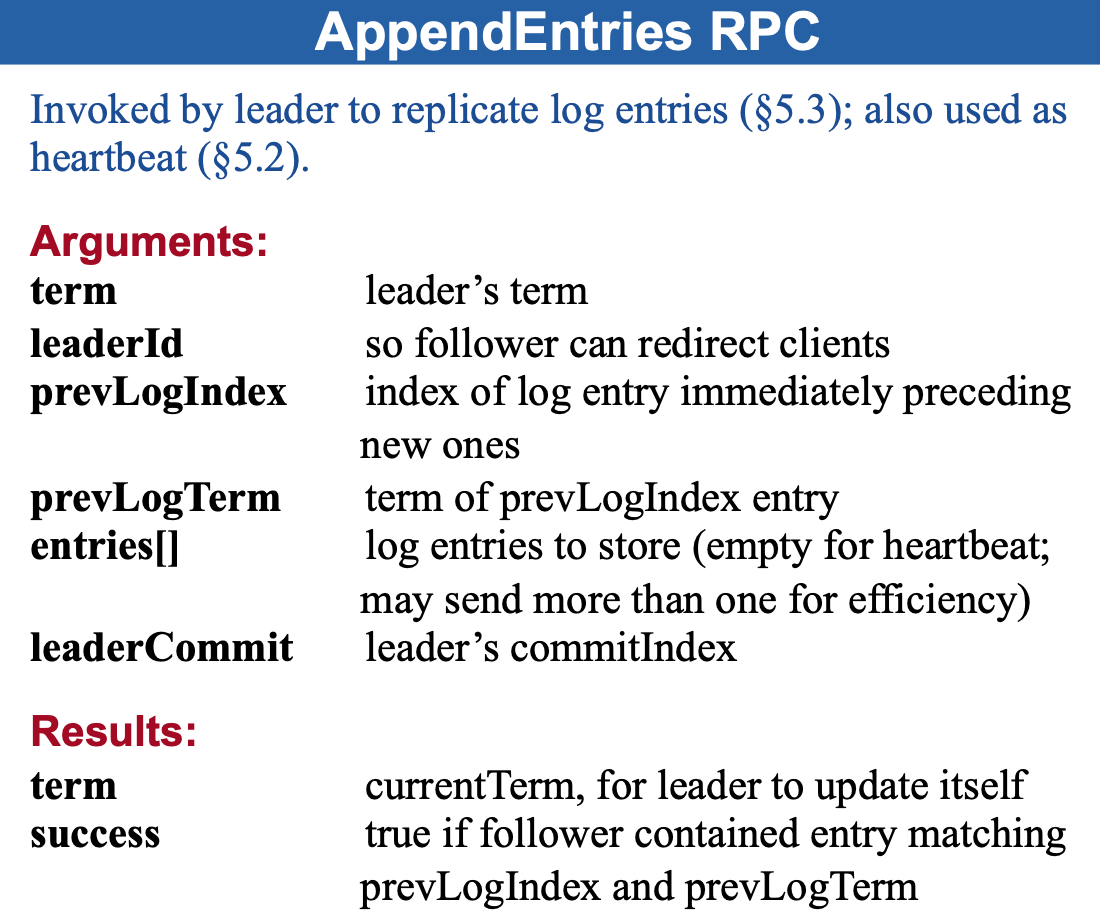 AppendEntries RPC
Invoked by leader to replicate log entries (§5.3); also used as
heartbeat (§5.2).
Arguments:
term leader’s term
leaderId so follower can redirect clients
prevLogIndex index of log entry immediately preceding
new ones
prevLogTerm term of prevLogIndex entry
entries[] log entries to store (empty for heartbeat;
may send more than one for efficiency)
leaderCommit leader’s commitIndex
Results:
term currentTerm, for leader to update itself
success true if follower contained entry matching
prevLogIndex and prevLogTerm